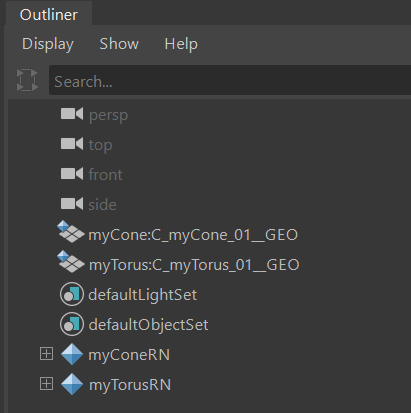 Outliner
Display Show Help
Search...
persp
top
front
side
myCone:C_myCone_01__GEO
myTorus:C_myTorus_01__GEO
defaultLightSet
defaultObjectSet
myConeRN
myTorusRN